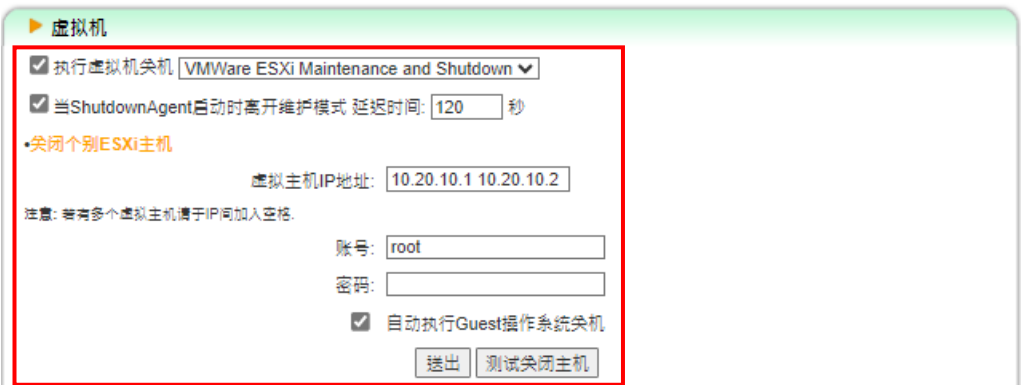 虚拟机
执行虚拟机关机 VMWare ESXi Maintenance and Shutdown
当ShutdownAgent启动时离开维护模式 延迟时间: 120 秒
•关闭个别ESXi主机
虚拟主机IP地址: 10.20.10.1 10.20.10.2
注意: 若有多个虚拟主机请于IP间加入空格.
账号: root
密码:
自动执行Guest操作系统关机
送出 测试关闭主机